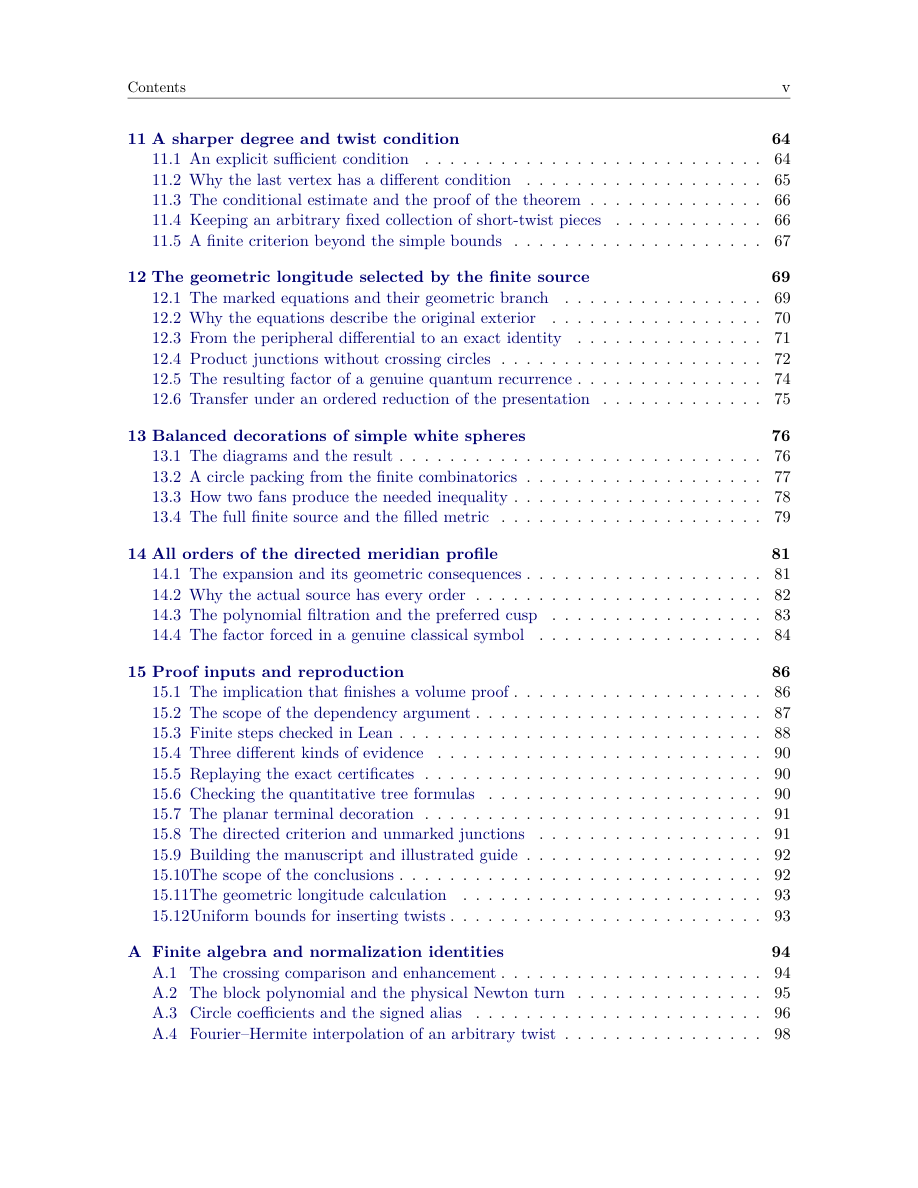 Contents v
11 A sharper degree and twist condition 64
11.1 An explicit sufficient condition . . . . . . . . . . . . . . . . . . . . . . . . . . . 64
11.2 Why the last vertex has a different condition . . . . . . . . . . . . . . . . . . . 65
11.3 The conditional estimate and the proof of the theorem . . . . . . . . . . . . . . 66
11.4 Keeping an arbitrary fixed collection of short-twist pieces . . . . . . . . . . . . 66
11.5 A finite criterion beyond the simple bounds . . . . . . . . . . . . . . . . . . . . 67
12 The geometric longitude selected by the finite source 69
12.1 The marked equations and their geometric branch . . . . . . . . . . . . . . . . 69
12.2 Why the equations describe the original exterior . . . . . . . . . . . . . . . . . 70
12.3 From the peripheral differential to an exact identity . . . . . . . . . . . . . . . 71
12.4 Product junctions without crossing circles . . . . . . . . . . . . . . . . . . . . . 72
12.5 The resulting factor of a genuine quantum recurrence . . . . . . . . . . . . . . . 74
12.6 Transfer under an ordered reduction of the presentation . . . . . . . . . . . . . 75
13 Balanced decorations of simple white spheres 76
13.1 The diagrams and the result . . . . . . . . . . . . . . . . . . . . . . . . . . . . . 76
13.2 A circle packing from the finite combinatorics . . . . . . . . . . . . . . . . . . . 77
13.3 How two fans produce the needed inequality . . . . . . . . . . . . . . . . . . . . 78
13.4 The full finite source and the filled metric . . . . . . . . . . . . . . . . . . . . . 79
14 All orders of the directed meridian profile 81
14.1 The expansion and its geometric consequences . . . . . . . . . . . . . . . . . . . 81
14.2 Why the actual source has every order . . . . . . . . . . . . . . . . . . . . . . . 82
14.3 The polynomial filtration and the preferred cusp . . . . . . . . . . . . . . . . . 83
14.4 The factor forced in a genuine classical symbol . . . . . . . . . . . . . . . . . . 84
15 Proof inputs and reproduction 86
15.1 The implication that finishes a volume proof . . . . . . . . . . . . . . . . . . . . 86
15.2 The scope of the dependency argument . . . . . . . . . . . . . . . . . . . . . . . 87
15.3 Finite steps checked in Lean . . . . . . . . . . . . . . . . . . . . . . . . . . . . . 88
15.4 Three different kinds of evidence . . . . . . . . . . . . . . . . . . . . . . . . . . 90
15.5 Replaying the exact certificates . . . . . . . . . . . . . . . . . . . . . . . . . . . 90
15.6 Checking the quantitative tree formulas . . . . . . . . . . . . . . . . . . . . . . 90
15.7 The planar terminal decoration . . . . . . . . . . . . . . . . . . . . . . . . . . . 91
15.8 The directed criterion and unmarked junctions . . . . . . . . . . . . . . . . . . 91
15.9 Building the manuscript and illustrated guide . . . . . . . . . . . . . . . . . . . 92
15.10The scope of the conclusions . . . . . . . . . . . . . . . . . . . . . . . . . . . . . 92
15.11The geometric longitude calculation . . . . . . . . . . . . . . . . . . . . . . . . 93
15.12Uniform bounds for inserting twists . . . . . . . . . . . . . . . . . . . . . . . . . 93
A Finite algebra and normalization identities 94
A.1 The crossing comparison and enhancement . . . . . . . . . . . . . . . . . . . . . 94
A.2 The block polynomial and the physical Newton turn . . . . . . . . . . . . . . . 95
A.3 Circle coefficients and the signed alias . . . . . . . . . . . . . . . . . . . . . . . 96
A.4 Fourier–Hermite interpolation of an arbitrary twist . . . . . . . . . . . . . . . . 98